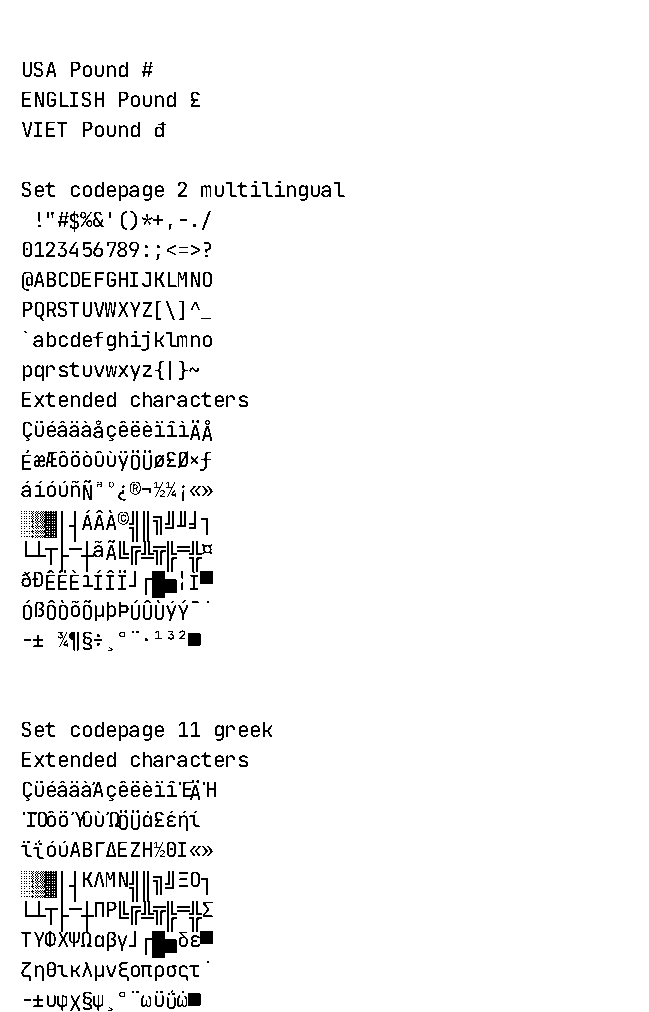 USA Pound #
ENGLISH Pound £
VIET Pound đ
Set codepage 2 multilingual
 !"#$%&'()*+,-./
0123456789:;<=>?
@ABCDEFGHIJKLMNO
PQRSTUVWXYZ[\]^_
`abcdefghijklmno
pqrstuvwxyz{|}~
Extended characters
ÇüéâäàåçêëèïîìÄÅ
ÉæÆôöòûùÿÖÜø£Ø×ƒ
áíóúñÑªº¿®¬½¼¡«»
░▒▓│┤ÁÂÀ©╣║╗╝╜╛┐
└┴┬├─┼ãÃ╚╔╩╦╠═╬¤
ðÐÊËÈıÍÎÏ┘┌█▄¦Ì▀
ÓßÔÒõÕµþÞÚÛÙýÝ¯´
-± ¾¶§÷¸°¨·¹³²■
Set codepage 11 greek
Extended characters
ÇüéâäàΆçêëèïîΈÄΉ
ΊΌôöΎûùΏÖÜά£έήί
ϊΐόύΑΒΓΔΕΖΗ½ΘΙ«»
░▒▓│┤ΚΛΜΝ╣║╗╝ΞΟ┐
└┴┬├─┼ΠΡ╚╔╩╦╠═╬Σ
ΤΥΦΧΨΩαβγ┘┌█▄δε▀
ζηθικλμνξοπρσςτ΄
-±υφχ§ψ¸°¨ωϋΰώ■